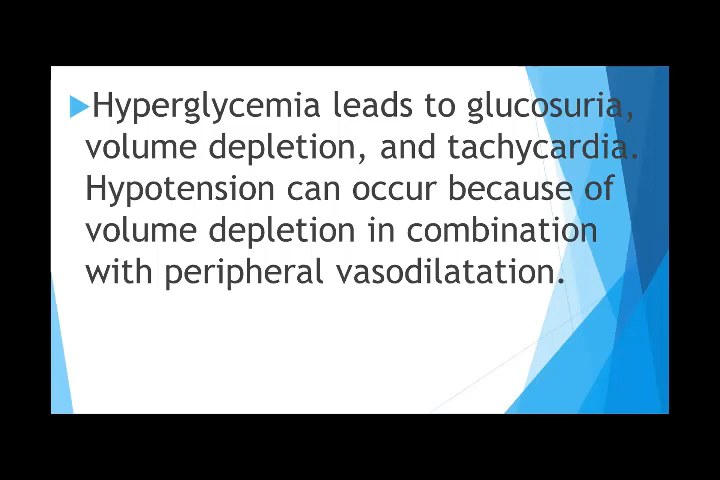 Hyperglycemia leads to glucosuria,
volume depletion, and tachycardia.
Hypotension can occur because of
volume depletion in combination
with peripheral vasodilatation.